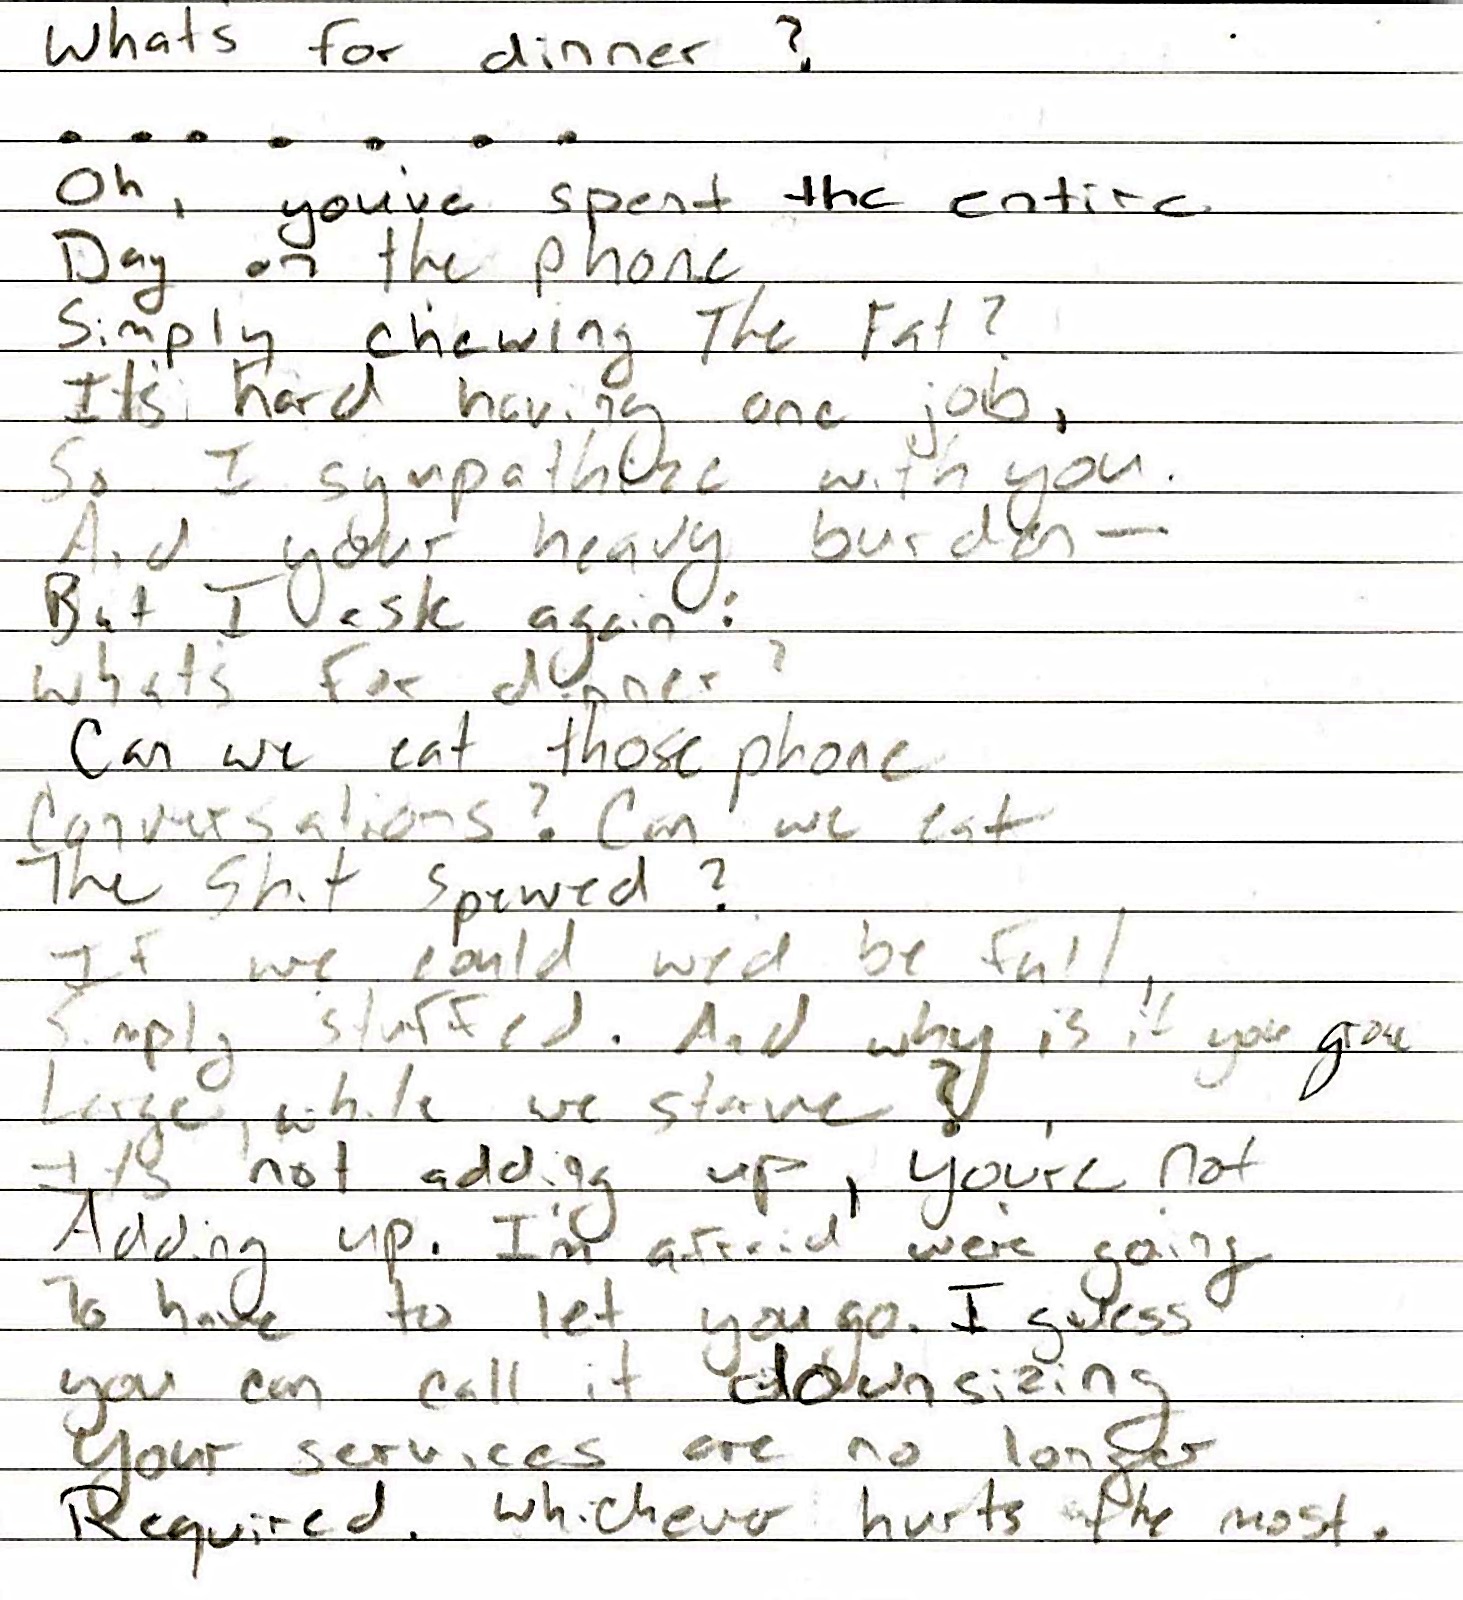 Whats for dinner?
.......
Oh, you've spent the entire
Day on the phone
Simply chewing The Fat?
It's hard having one job,
So I sympathize with you.
And your heavy burden—
But I ask again:
Whats For dinner?
Can we eat those phone
Conversations? Can we eat
The Shit spewed?
If we could we'd be full,
Simply stuffed. And why is it you grow
Large, while we starve?
It's not adding up, you're not
Adding up. I'm afraid we're going
To have to let you go. I guess
you can call it downsizing
Your services are no longer
Required. Whichever hurts the most.